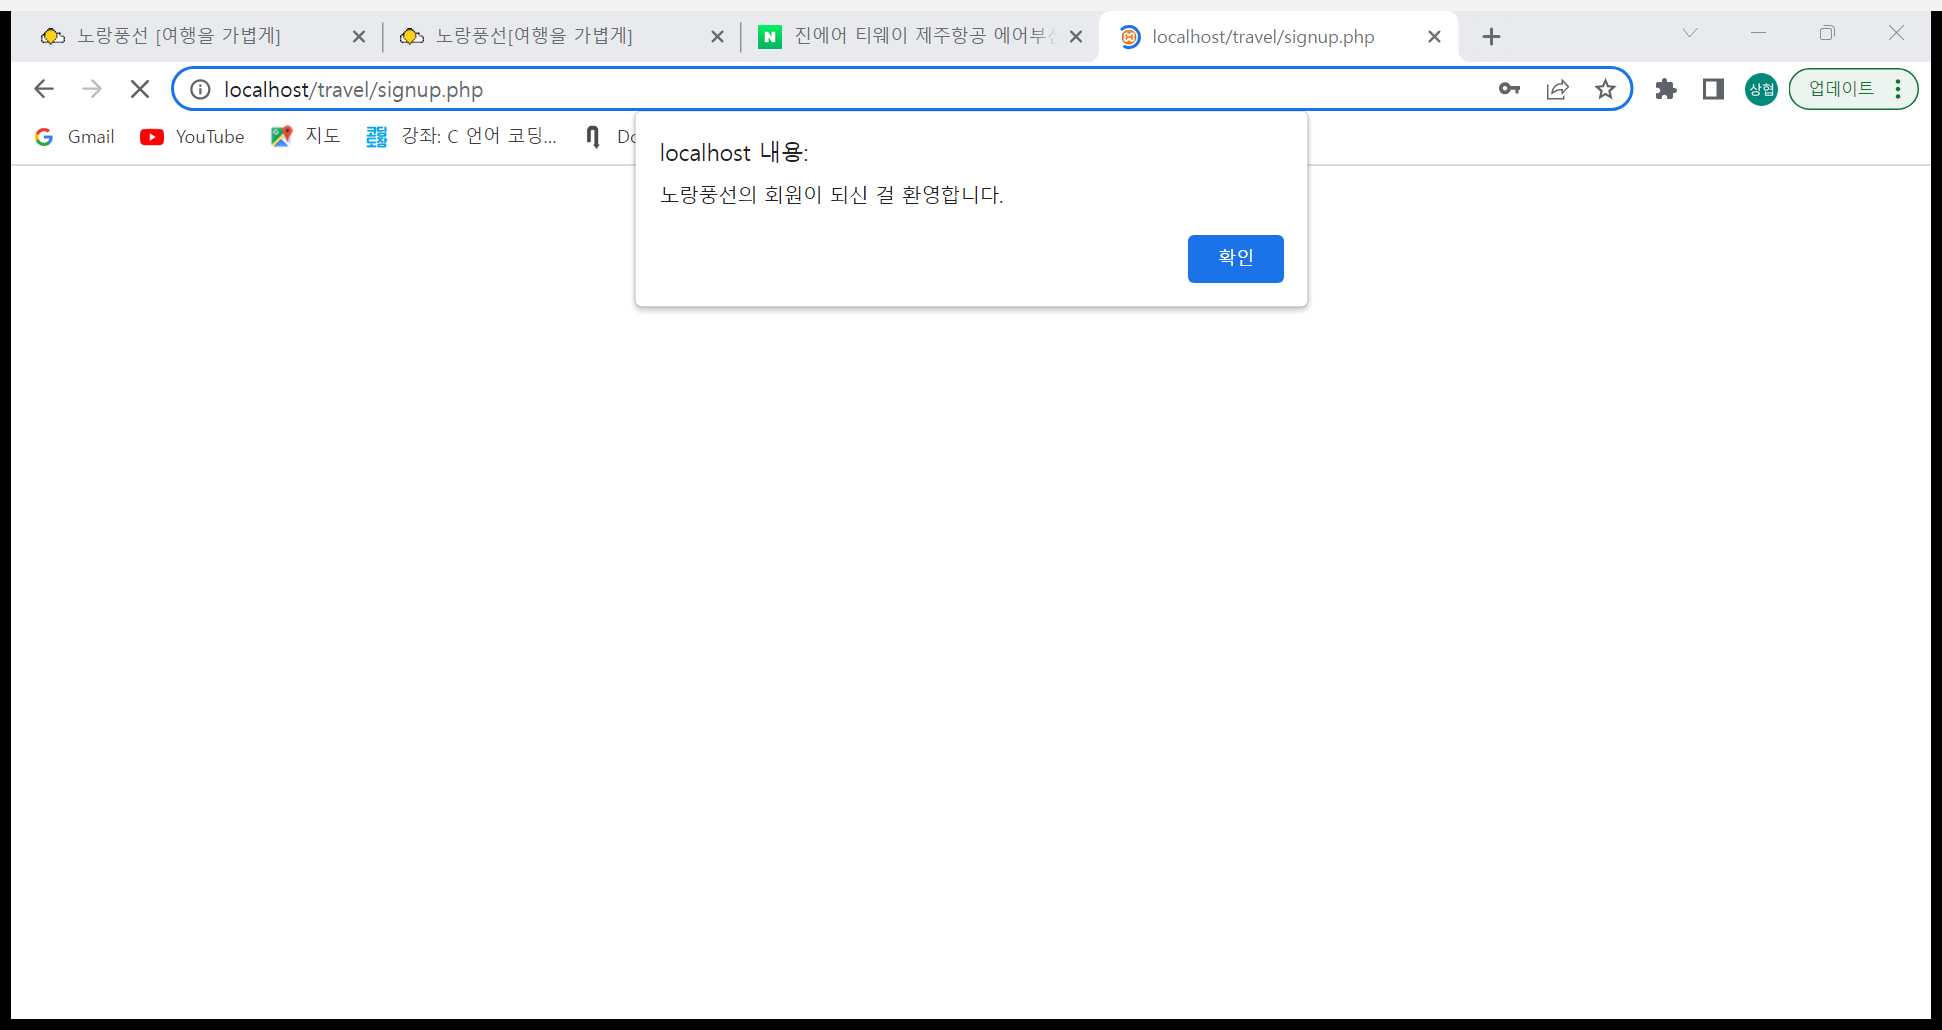 노랑풍선 [여행을 가볍게]
노랑풍선[여행을 가볍게]
진에어 티웨이 제주항공 에어부
localhost/travel/signup.php
localhost/travel/signup.php
상협
업데이트
Gmail
YouTube
지도
강좌: C 언어 코딩...
localhost 내용:
노랑풍선의 회원이 되신 걸 환영합니다.
확인